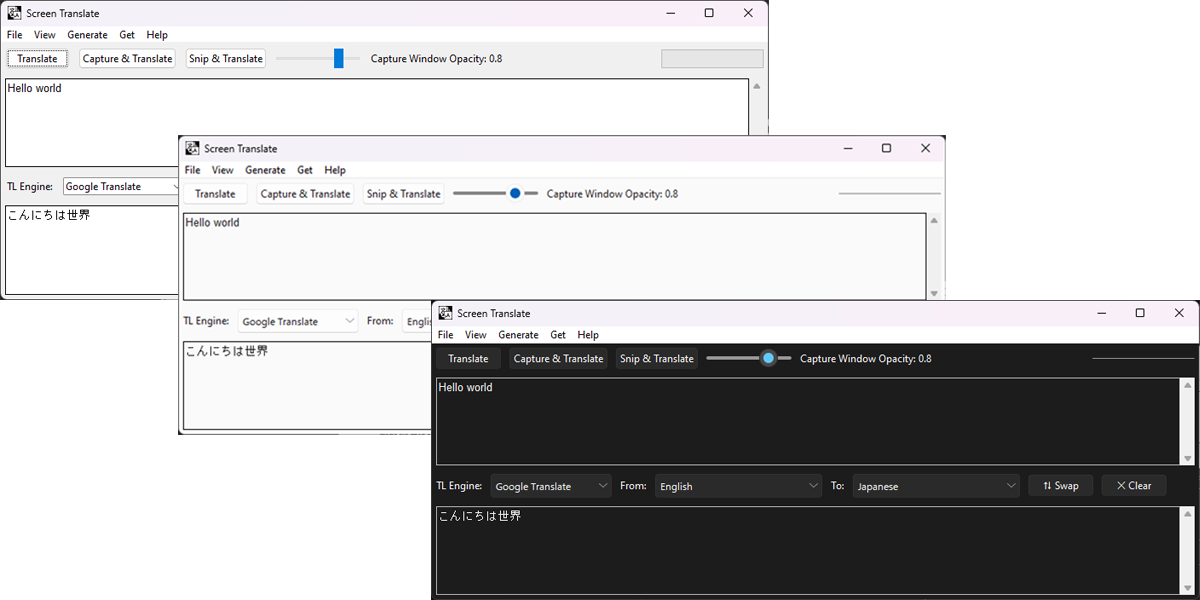 Screen Translate
File View Generate Get Help
Translate Capture & Translate Snip & Translate Capture Window Opacity: 0.8
Hello world
TL Engine: Google Translate
こんにちは世界
Screen Translate
File View Generate Get Help
Translate Capture & Translate Snip & Translate Capture Window Opacity: 0.8
Hello world
TL Engine: Google Translate From: Englis
こんにちは世界
Screen Translate
File View Generate Get Help
Translate Capture & Translate Snip & Translate Capture Window Opacity: 0.8
Hello world
TL Engine: Google Translate From: English To: Japanese Swap Clear
こんにちは世界